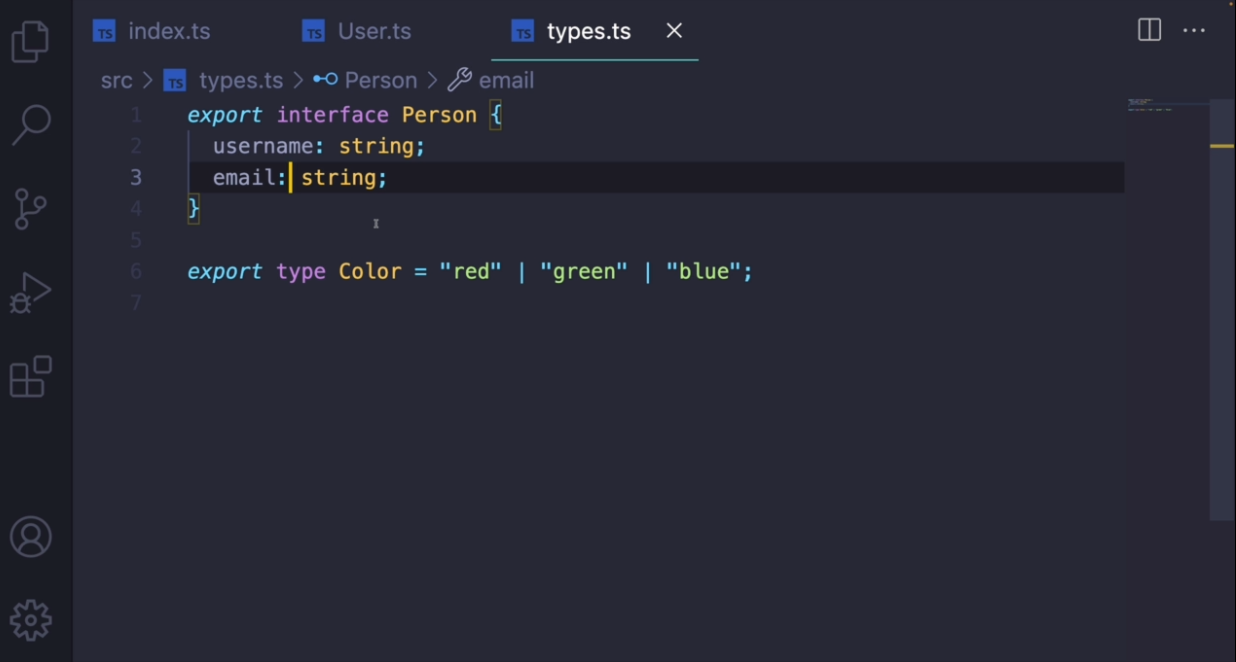 TS index.ts TS User.ts TS types.ts
src > TS types.ts > Person > email
1 export interface Person {
2 username: string;
3 email: string;
4 }
5
6 export type Color = "red" | "green" | "blue";
7